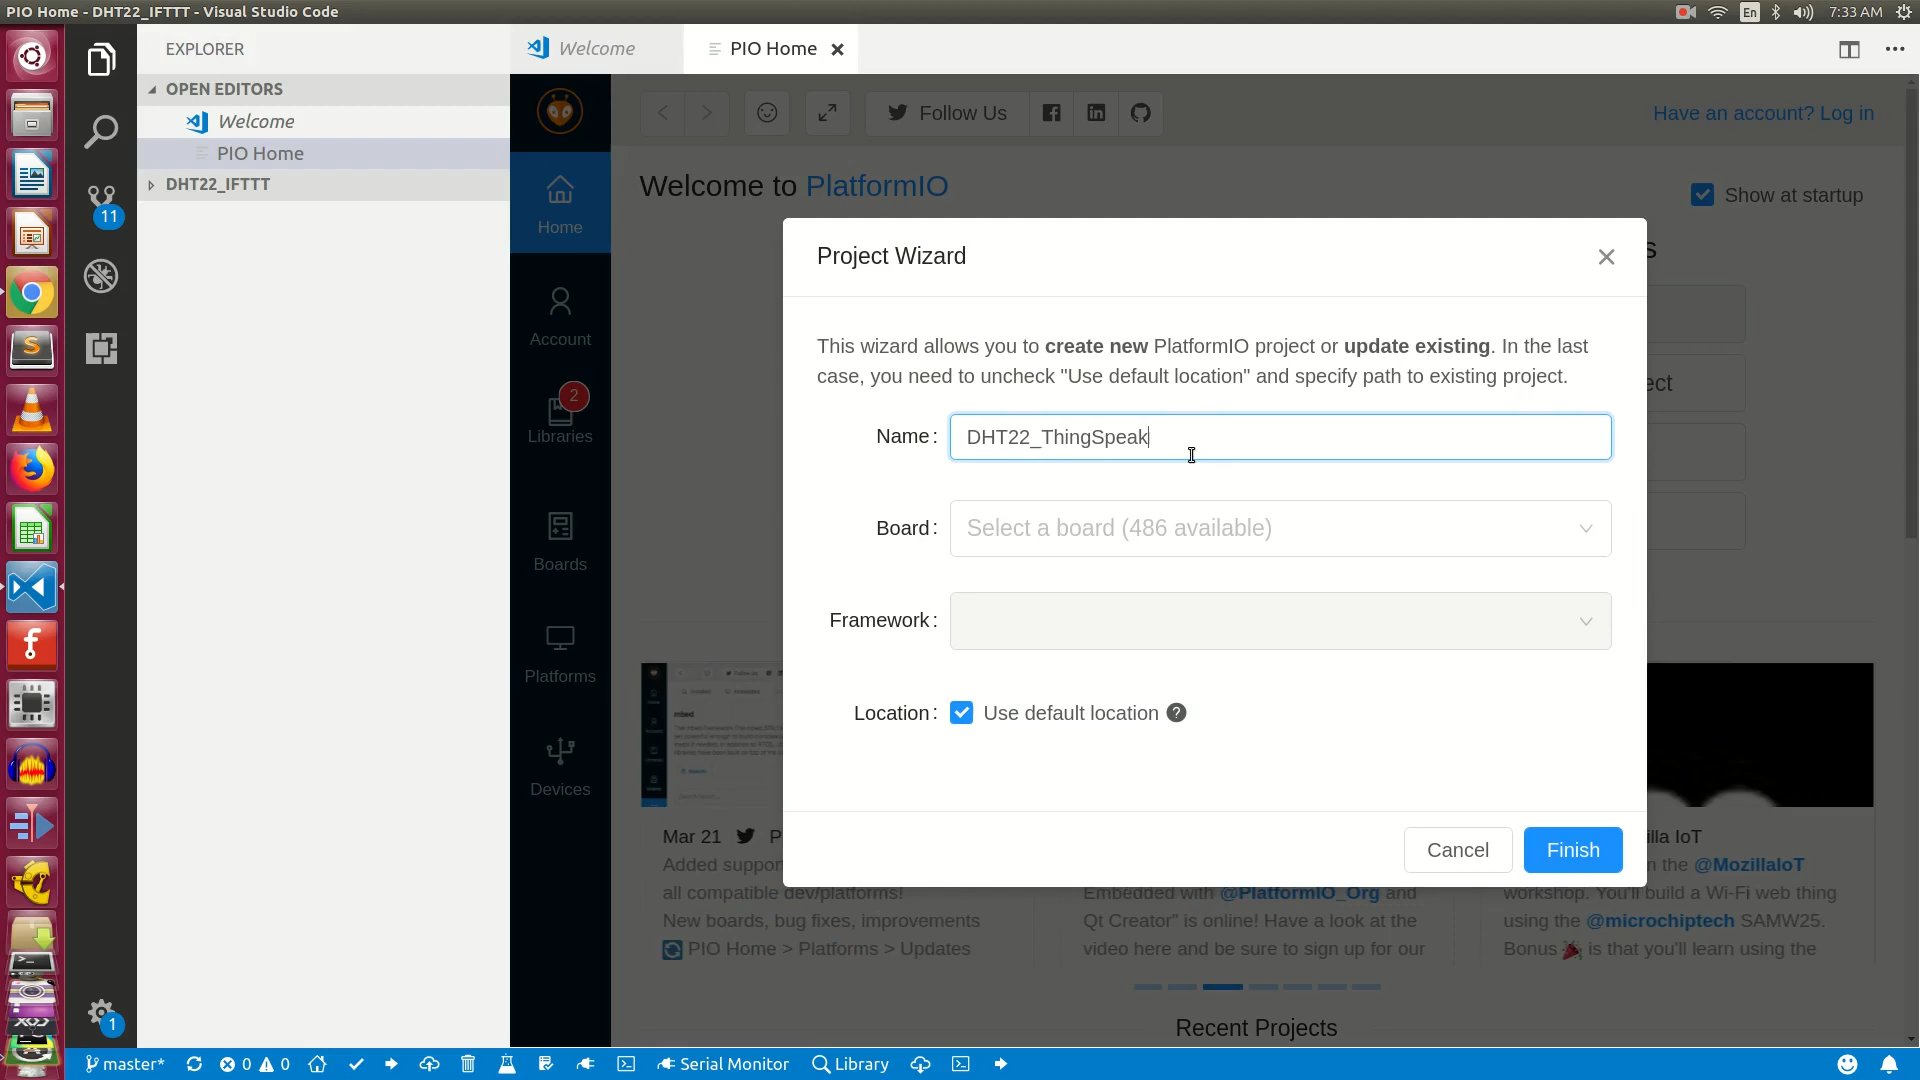 PIO Home - DHT22_IFTTT - Visual Studio Code
En
7:33 AM
EXPLORER
OPEN EDITORS
Welcome
PIO Home
DHT22_IFTTT
11
1
Welcome
PIO Home
Follow Us
Have an account? Log in
Home
Account
2
Libraries
Boards
Platforms
Devices
Welcome to PlatformIO
Show at startup
Project Wizard
This wizard allows you to create new PlatformIO project or update existing. In the last
case, you need to uncheck "Use default location" and specify path to existing project.
Name:
DHT22_ThingSpeak
Board:
Select a board (486 available)
Framework:
Location:
Use default location
Cancel
Finish
Mar 21
Added suppor
all compatible dev/platforms!
New boards, bug fixes, improvements
PIO Home > Platforms > Updates
Embedded with @PlatformIO_Org and
Qt Creator" is online! Have a look at the
video here and be sure to sign up for our
illa IoT
n the @MozillaIoT
workshop. You'll build a Wi-Fi web thing
using the @microchiptech SAMW25.
Bonus is that you'll learn using the
Recent Projects
master*
0
0
Serial Monitor
Library